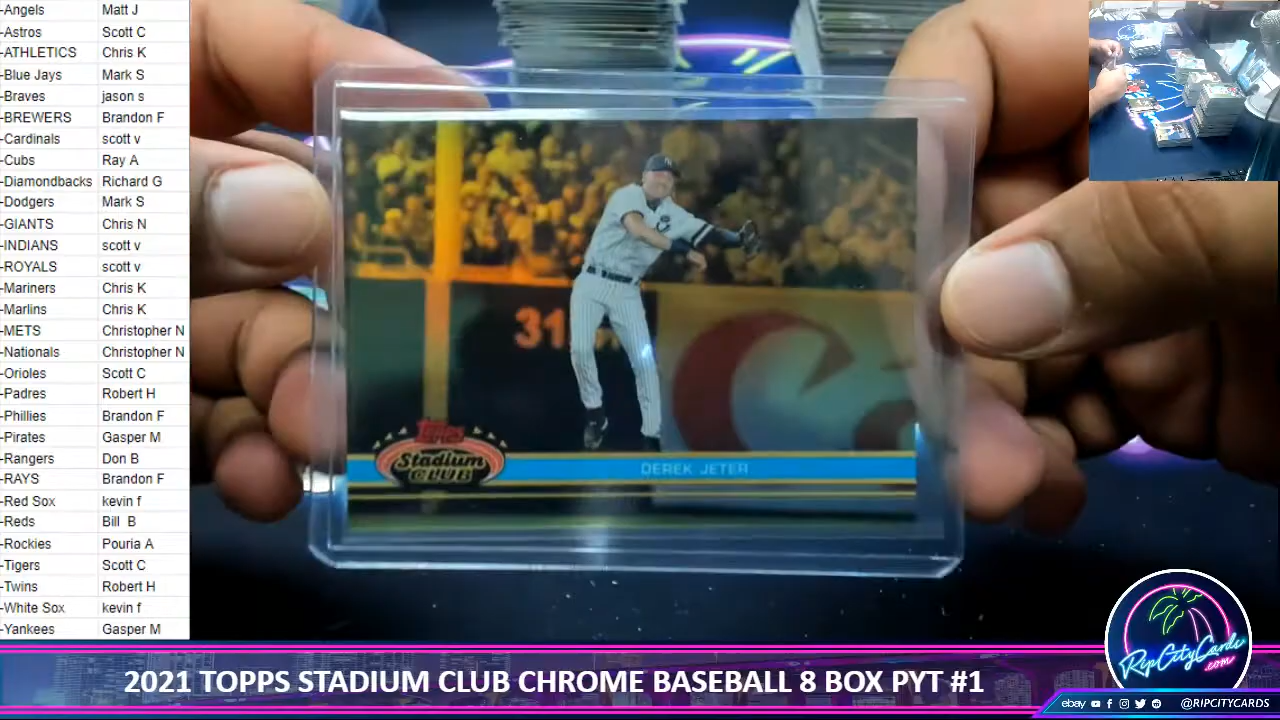 -Angels Matt J
-Astros Scott C
-ATHLETICS Chris K
-Blue Jays Mark S
-Braves jason s
-BREWERS Brandon F
-Cardinals scott v
-Cubs Ray A
-Diamondbacks Richard G
-Dodgers Mark S
-GIANTS Chris N
-INDIANS scott v
-ROYALS scott v
-Mariners Chris K
-Marlins Chris K
-METS Christopher N
-Nationals Christopher N
-Orioles Scott C
-Padres Robert H
-Phillies Brandon F
-Pirates Gasper M
-Rangers Don B
-RAYS Brandon F
-Red Sox kevin f
-Reds Bill B
-Rockies Pouria A
-Tigers Scott C
-Twins Robert H
-White Sox kevin f
-Yankees Gasper M
31
Topps
Stadium
CLUB
DEREK JETER
RipCityCards
.com
2021 TOPPS STADIUM CLUB CHROME BASEBALL 8 BOX PYT #1
ebay @RIPCITYCARDS